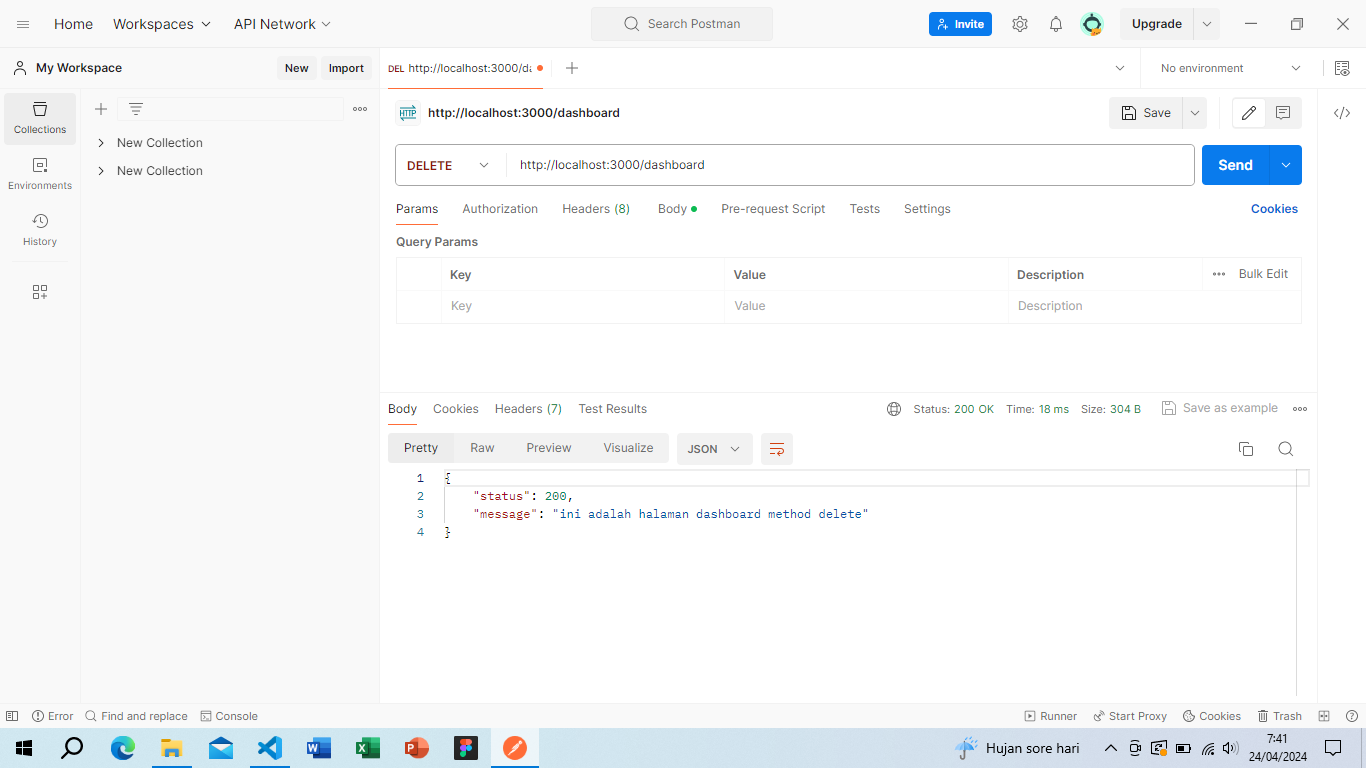 Home Workspaces API Network Search Postman Invite Upgrade
My Workspace New Import DEL http://localhost:3000/da No environment
Collections
Environments
History
New Collection
New Collection
HTTP http://localhost:3000/dashboard Save
DELETE http://localhost:3000/dashboard Send
Params Authorization Headers (8) Body Pre-request Script Tests Settings Cookies
Query Params
Key Value Description Bulk Edit
Key Value Description
Body Cookies Headers (7) Test Results Status: 200 OK Time: 18 ms Size: 304 B Save as example
Pretty Raw Preview Visualize JSON
1 {
2 "status": 200,
3 "message": "ini adalah halaman dashboard method delete"
4 }
Error Find and replace Console Runner Start Proxy Cookies Trash
Hujan sore hari 7:41
24/04/2024